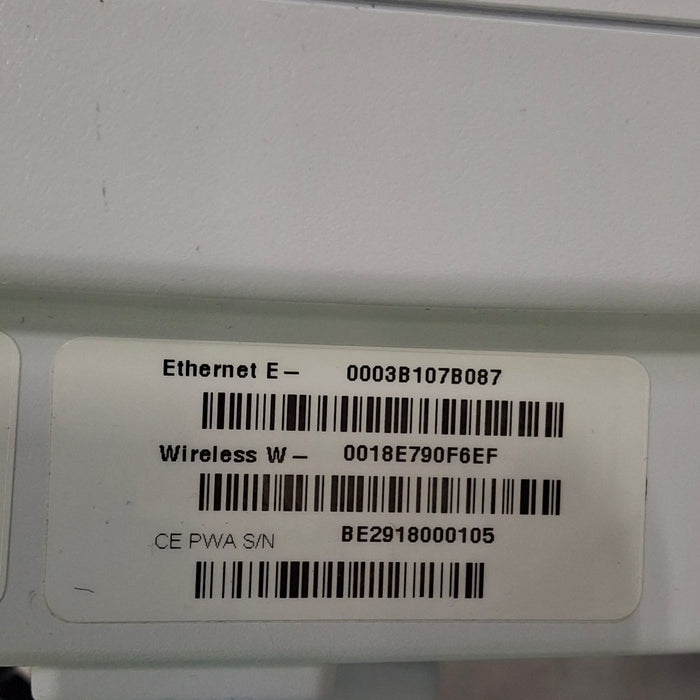 Ethernet E– 0003B107B087
Wireless W – 0018E790F6EF
CE PWA S/N BE2918000105